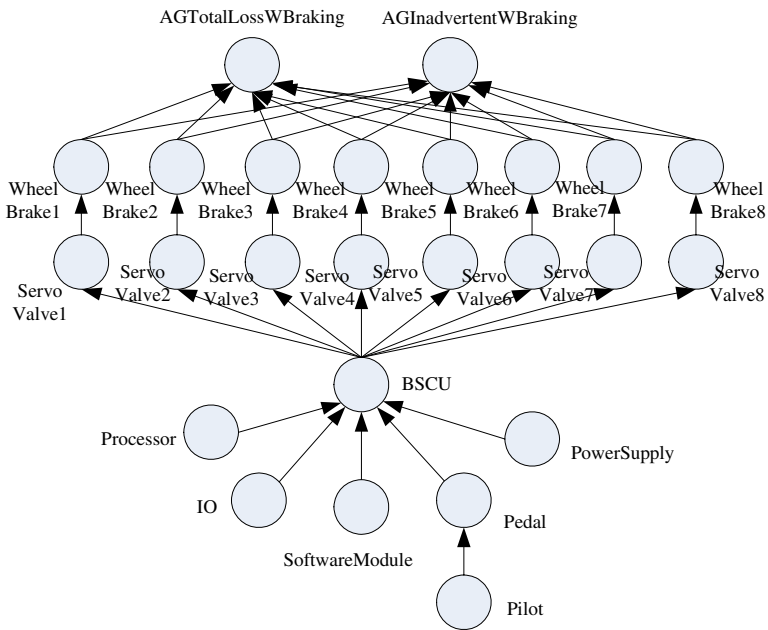 AGTotalLossWBraking
AGInadvertentWBraking
Wheel
Brake1
Wheel
Brake2
Wheel
Brake3
Wheel
Brake4
Wheel
Brake5
Wheel
Brake6
Wheel
Brake7
Wheel
Brake8
Servo
Valve1
Servo
Valve2
Servo
Valve3
Servo
Valve4
Servo
Valve5
Servo
Valve6
Servo
Valve7
Servo
Valve8
BSCU
Processor
PowerSupply
IO
Pedal
SoftwareModule
Pilot